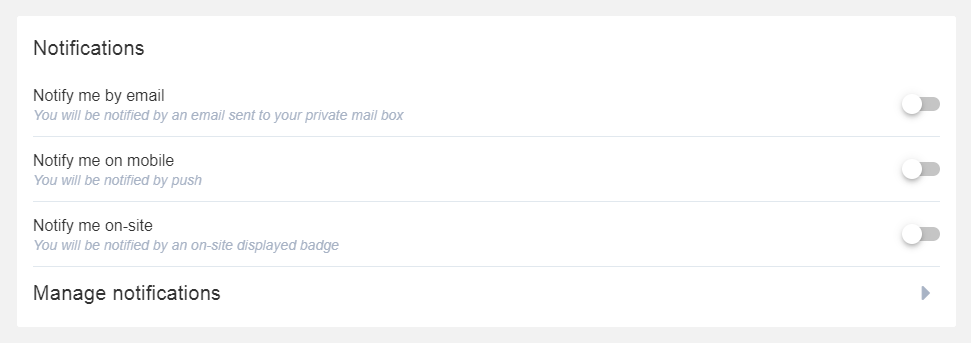 Notifications
Notify me by email
You will be notified by an email sent to your private mail box
Notify me on mobile
You will be notified by push
Notify me on-site
You will be notified by an on-site displayed badge
Manage notifications